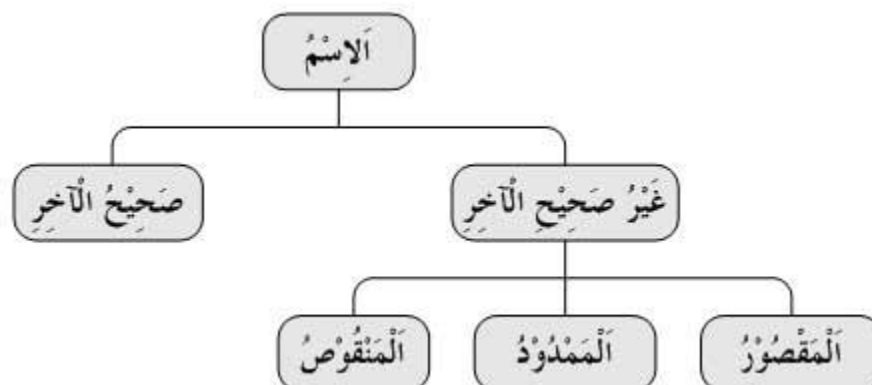 اَلاِسْمُ
غَيْرُ صَحِيْحِ الْآخِرِ
صَحِيْحُ الْآخِرِ
اَلْمَقْصُوْرُ
اَلْمَمْدُوْدُ
اَلْمَنْقُوْصُ